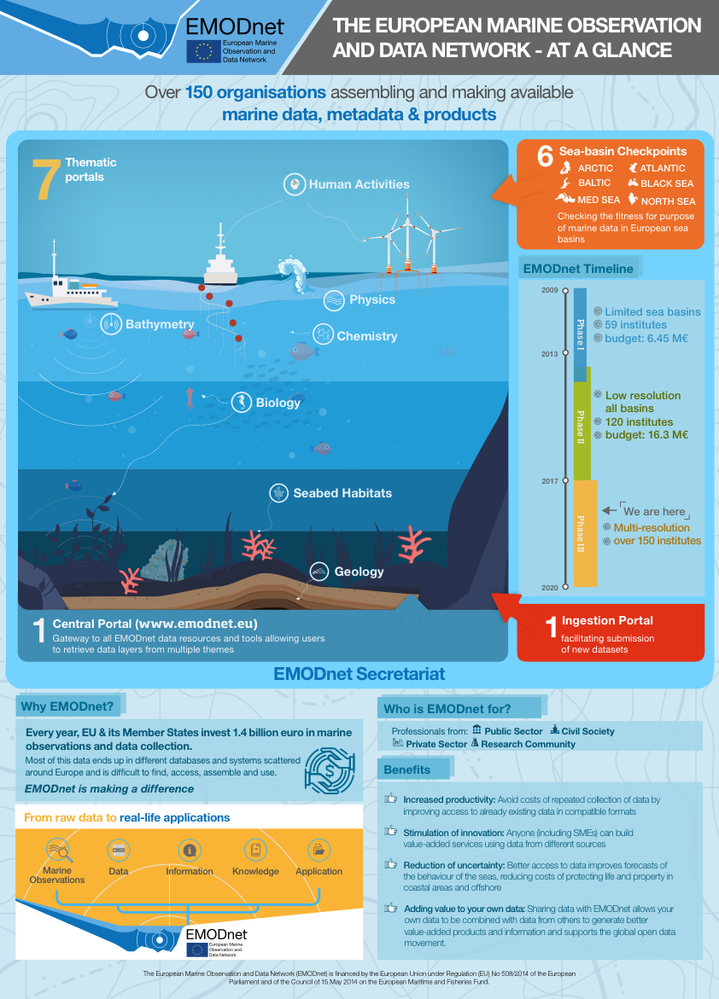 EMODnet
European Marine
Observation and
Data Network
THE EUROPEAN MARINE OBSERVATION
AND DATA NETWORK - AT A GLANCE
Over 150 organisations assembling and making available
marine data, metadata & products
7 Thematic
portals
Human Activities
Physics
Bathymetry
Chemistry
Biology
Seabed Habitats
Geology
1 Central Portal (www.emodnet.eu)
Gateway to all EMODnet data resources and tools allowing users
to retrieve data layers from multiple themes
6 Sea-basin Checkpoints
ARCTIC ATLANTIC
BALTIC BLACK SEA
MED SEA NORTH SEA
Checking the fitness for purpose
of marine data in European sea
basins
EMODnet Timeline
2009
Phase I
Limited sea basins
59 institutes
budget: 6.45 M€
2013
Phase II
Low resolution
all basins
120 institutes
budget: 16.3 M€
2017
Phase III
We are here
Multi-resolution
over 150 institutes
2020
1 Ingestion Portal
facilitating submission
of new datasets
EMODnet Secretariat
Why EMODnet?
Every year, EU & its Member States invest 1.4 billion euro in marine
observations and data collection.
Most of this data ends up in different databases and systems scattered
around Europe and is difficult to find, access, assemble and use.
EMODnet is making a difference
From raw data to real-life applications
Marine
Observations
Data
Information
Knowledge
Application
EMODnet
European Marine
Observation and
Data Network
Who is EMODnet for?
Professionals from: Public Sector Civil Society
Private Sector Research Community
Benefits
Increased productivity: Avoid costs of repeated collection of data by
improving access to already existing data in compatible formats
Stimulation of innovation: Anyone (including SMEs) can build
value-added services using data from different sources
Reduction of uncertainty: Better access to data improves forecasts of
the behaviour of the seas, reducing costs of protecting life and property in
coastal areas and offshore
Adding value to your own data: Sharing data with EMODnet allows your
own data to be combined with data from others to generate better
value-added products and information and supports the global open data
movement.
The European Marine Observation and Data Network (EMODnet) is financed by the European Union under Regulation (EU) No 508/2014 of the European
Parliament and of the Council of 15 May 2014 on the European Maritime and Fisheries Fund.